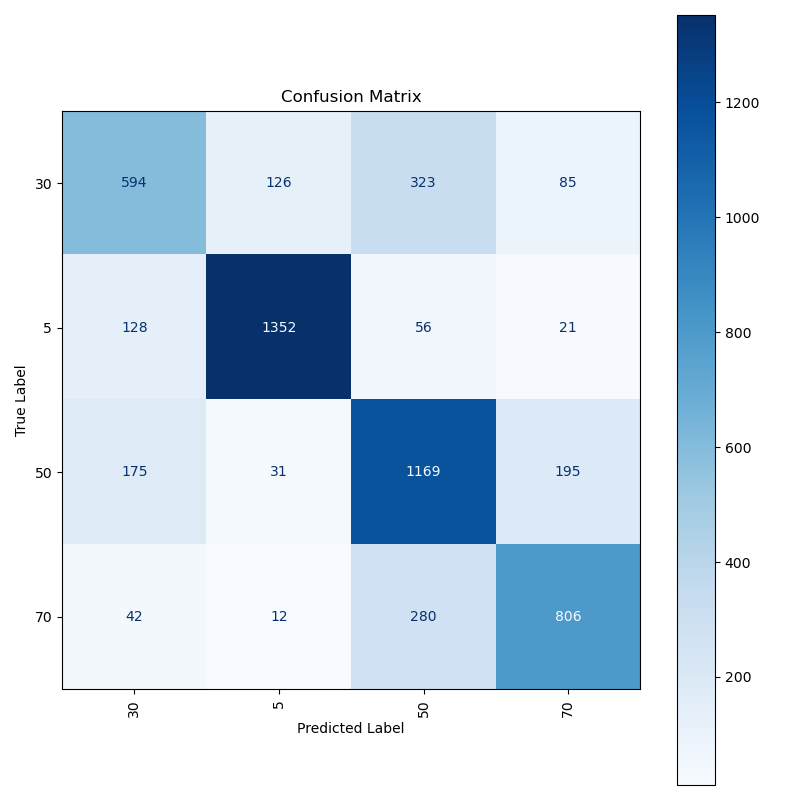 Confusion Matrix
30 594 126 323 85
5 128 1352 56 21
50 175 31 1169 195
70 42 12 280 806
30 5 50 70
True Label
Predicted Label
1200
1000
800
600
400
200